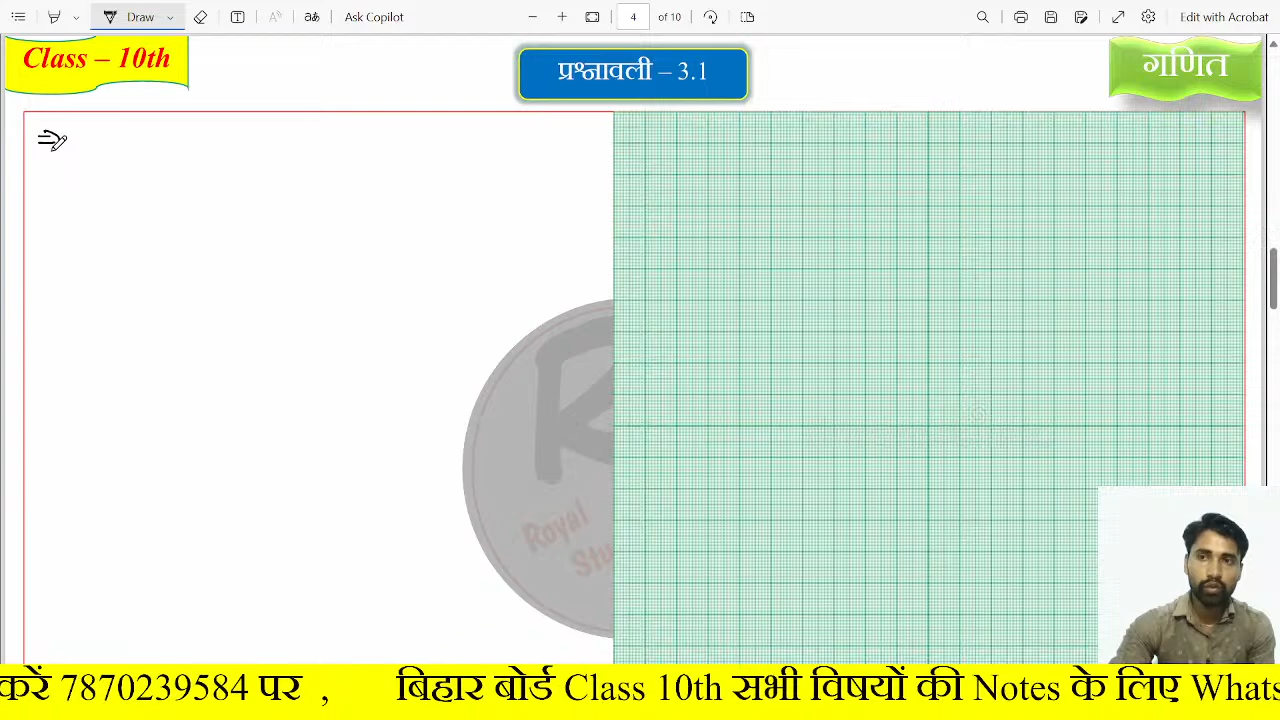 Draw
Ask Copilot
4 of 10
Edit with Acrobat
Class – 10th
प्रश्नावली – 3.1
गणित
⇒
R
Royal
करें 7870239584 पर , बिहार बोर्ड Class 10th सभी विषयों की Notes के लिए Whats